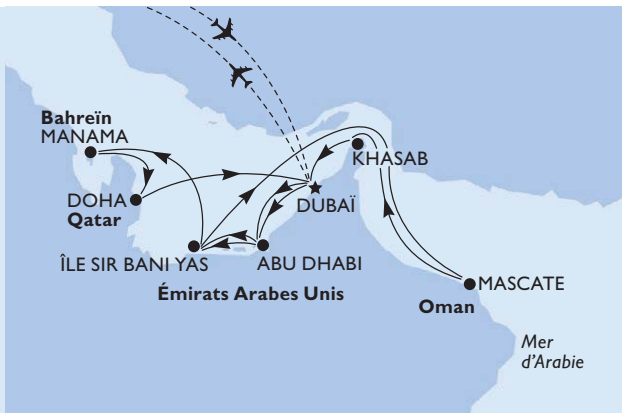 Bahreïn
MANAMA
KHASAB
DOHA
Qatar
DUBAÏ
ÎLE SIR BANI YAS
ABU DHABI
Émirats Arabes Unis
MASCATE
Oman
Mer
d'Arabie